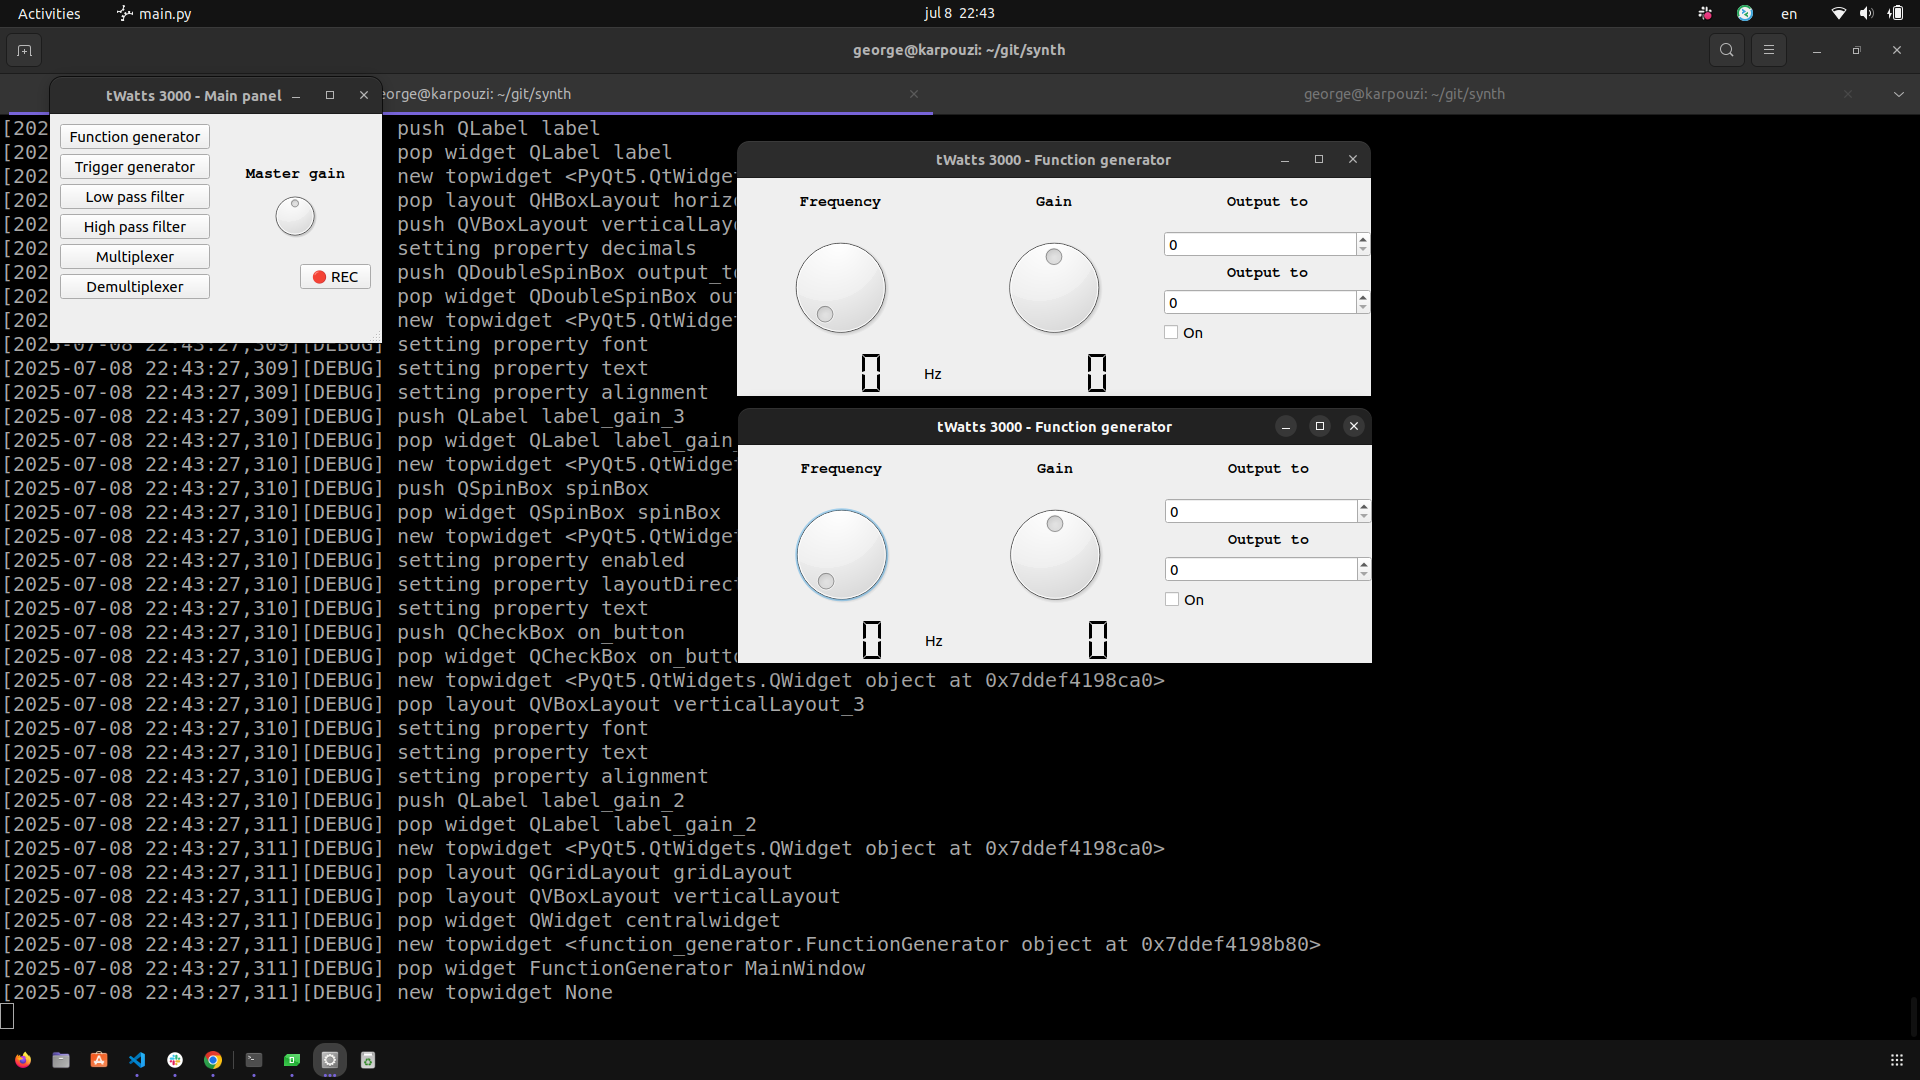 Activities
main.py
jul 8 22:43
en
george@karpouzi: ~/git/synth
eorge@karpouzi: ~/git/synth
george@karpouzi: ~/git/synth
tWatts 3000 - Main panel
Function generator
Trigger generator
Low pass filter
High pass filter
Multiplexer
Demultiplexer
Master gain
REC
tWatts 3000 - Function generator
Frequency
Gain
Output to
0
Output to
0
On
0
Hz
0
tWatts 3000 - Function generator
Frequency
Gain
Output to
0
Output to
0
On
0
Hz
0
[202 push QLabel label
[202 pop widget QLabel label
[202 new topwidget <PyQt5.QtWidge
[202 pop layout QHBoxLayout horiz
[202 push QVBoxLayout verticalLay
[202 setting property decimals
[202 push QDoubleSpinBox output_t
[202 pop widget QDoubleSpinBox ou
[202 new topwidget <PyQt5.QtWidge
[2025-07-08 22:43:27,309][DEBUG] setting property font
[2025-07-08 22:43:27,309][DEBUG] setting property text
[2025-07-08 22:43:27,309][DEBUG] setting property alignment
[2025-07-08 22:43:27,309][DEBUG] push QLabel label_gain_3
[2025-07-08 22:43:27,310][DEBUG] pop widget QLabel label_gain_
[2025-07-08 22:43:27,310][DEBUG] new topwidget <PyQt5.QtWidge
[2025-07-08 22:43:27,310][DEBUG] push QSpinBox spinBox
[2025-07-08 22:43:27,310][DEBUG] pop widget QSpinBox spinBox
[2025-07-08 22:43:27,310][DEBUG] new topwidget <PyQt5.QtWidge
[2025-07-08 22:43:27,310][DEBUG] setting property enabled
[2025-07-08 22:43:27,310][DEBUG] setting property layoutDirec
[2025-07-08 22:43:27,310][DEBUG] setting property text
[2025-07-08 22:43:27,310][DEBUG] push QCheckBox on_button
[2025-07-08 22:43:27,310][DEBUG] pop widget QCheckBox on_butt
[2025-07-08 22:43:27,310][DEBUG] new topwidget <PyQt5.QtWidgets.QWidget object at 0x7ddef4198ca0>
[2025-07-08 22:43:27,310][DEBUG] pop layout QVBoxLayout verticalLayout_3
[2025-07-08 22:43:27,310][DEBUG] setting property font
[2025-07-08 22:43:27,310][DEBUG] setting property text
[2025-07-08 22:43:27,310][DEBUG] setting property alignment
[2025-07-08 22:43:27,310][DEBUG] push QLabel label_gain_2
[2025-07-08 22:43:27,311][DEBUG] pop widget QLabel label_gain_2
[2025-07-08 22:43:27,311][DEBUG] new topwidget <PyQt5.QtWidgets.QWidget object at 0x7ddef4198ca0>
[2025-07-08 22:43:27,311][DEBUG] pop layout QGridLayout gridLayout
[2025-07-08 22:43:27,311][DEBUG] pop layout QVBoxLayout verticalLayout
[2025-07-08 22:43:27,311][DEBUG] pop widget QWidget centralwidget
[2025-07-08 22:43:27,311][DEBUG] new topwidget <function_generator.FunctionGenerator object at 0x7ddef4198b80>
[2025-07-08 22:43:27,311][DEBUG] pop widget FunctionGenerator MainWindow
[2025-07-08 22:43:27,311][DEBUG] new topwidget None